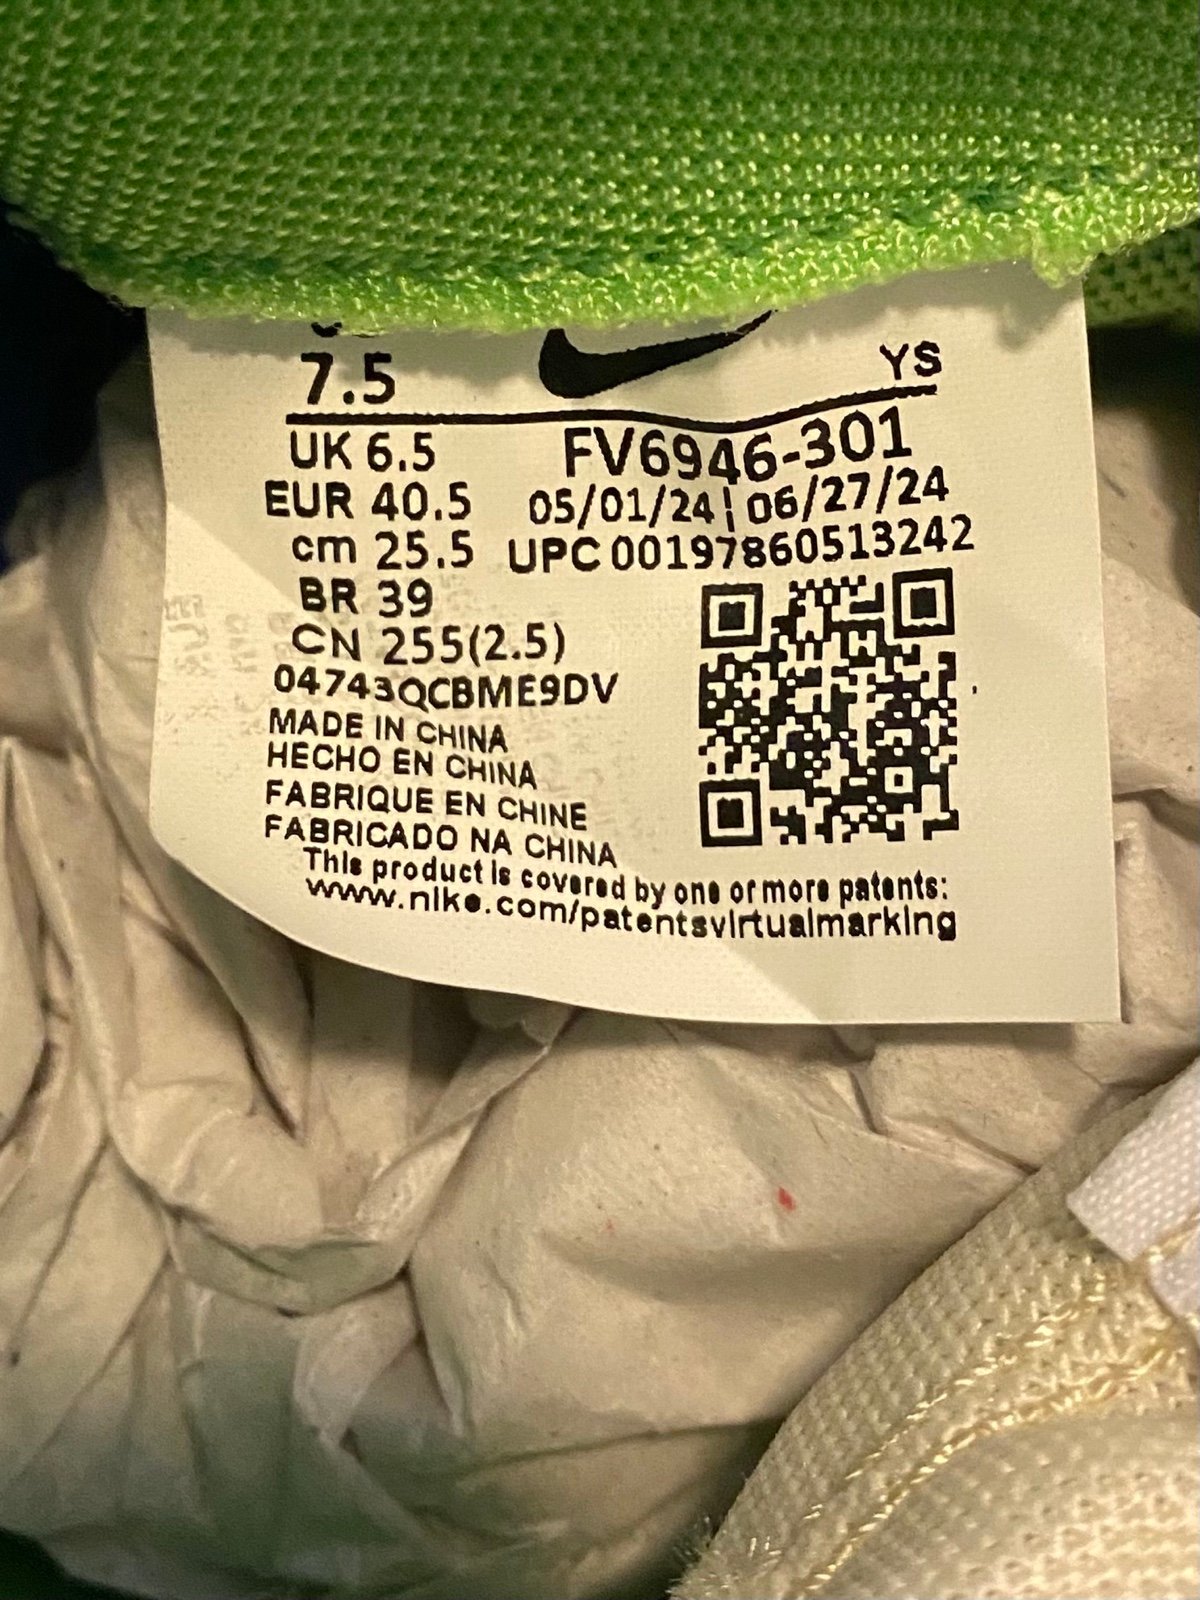 7.5 YS
UK 6.5 FV6946-301
EUR 40.5 05/01/24 | 06/27/24
cm 25.5 UPC 00197860513242
BR 39
CN 255(2.5)
04743QCBME9DV
MADE IN CHINA
HECHO EN CHINA
FABRIQUE EN CHINE
FABRICADO NA CHINA
This product is covered by one or more patents:
www.nike.com/patentsvirtualmarking